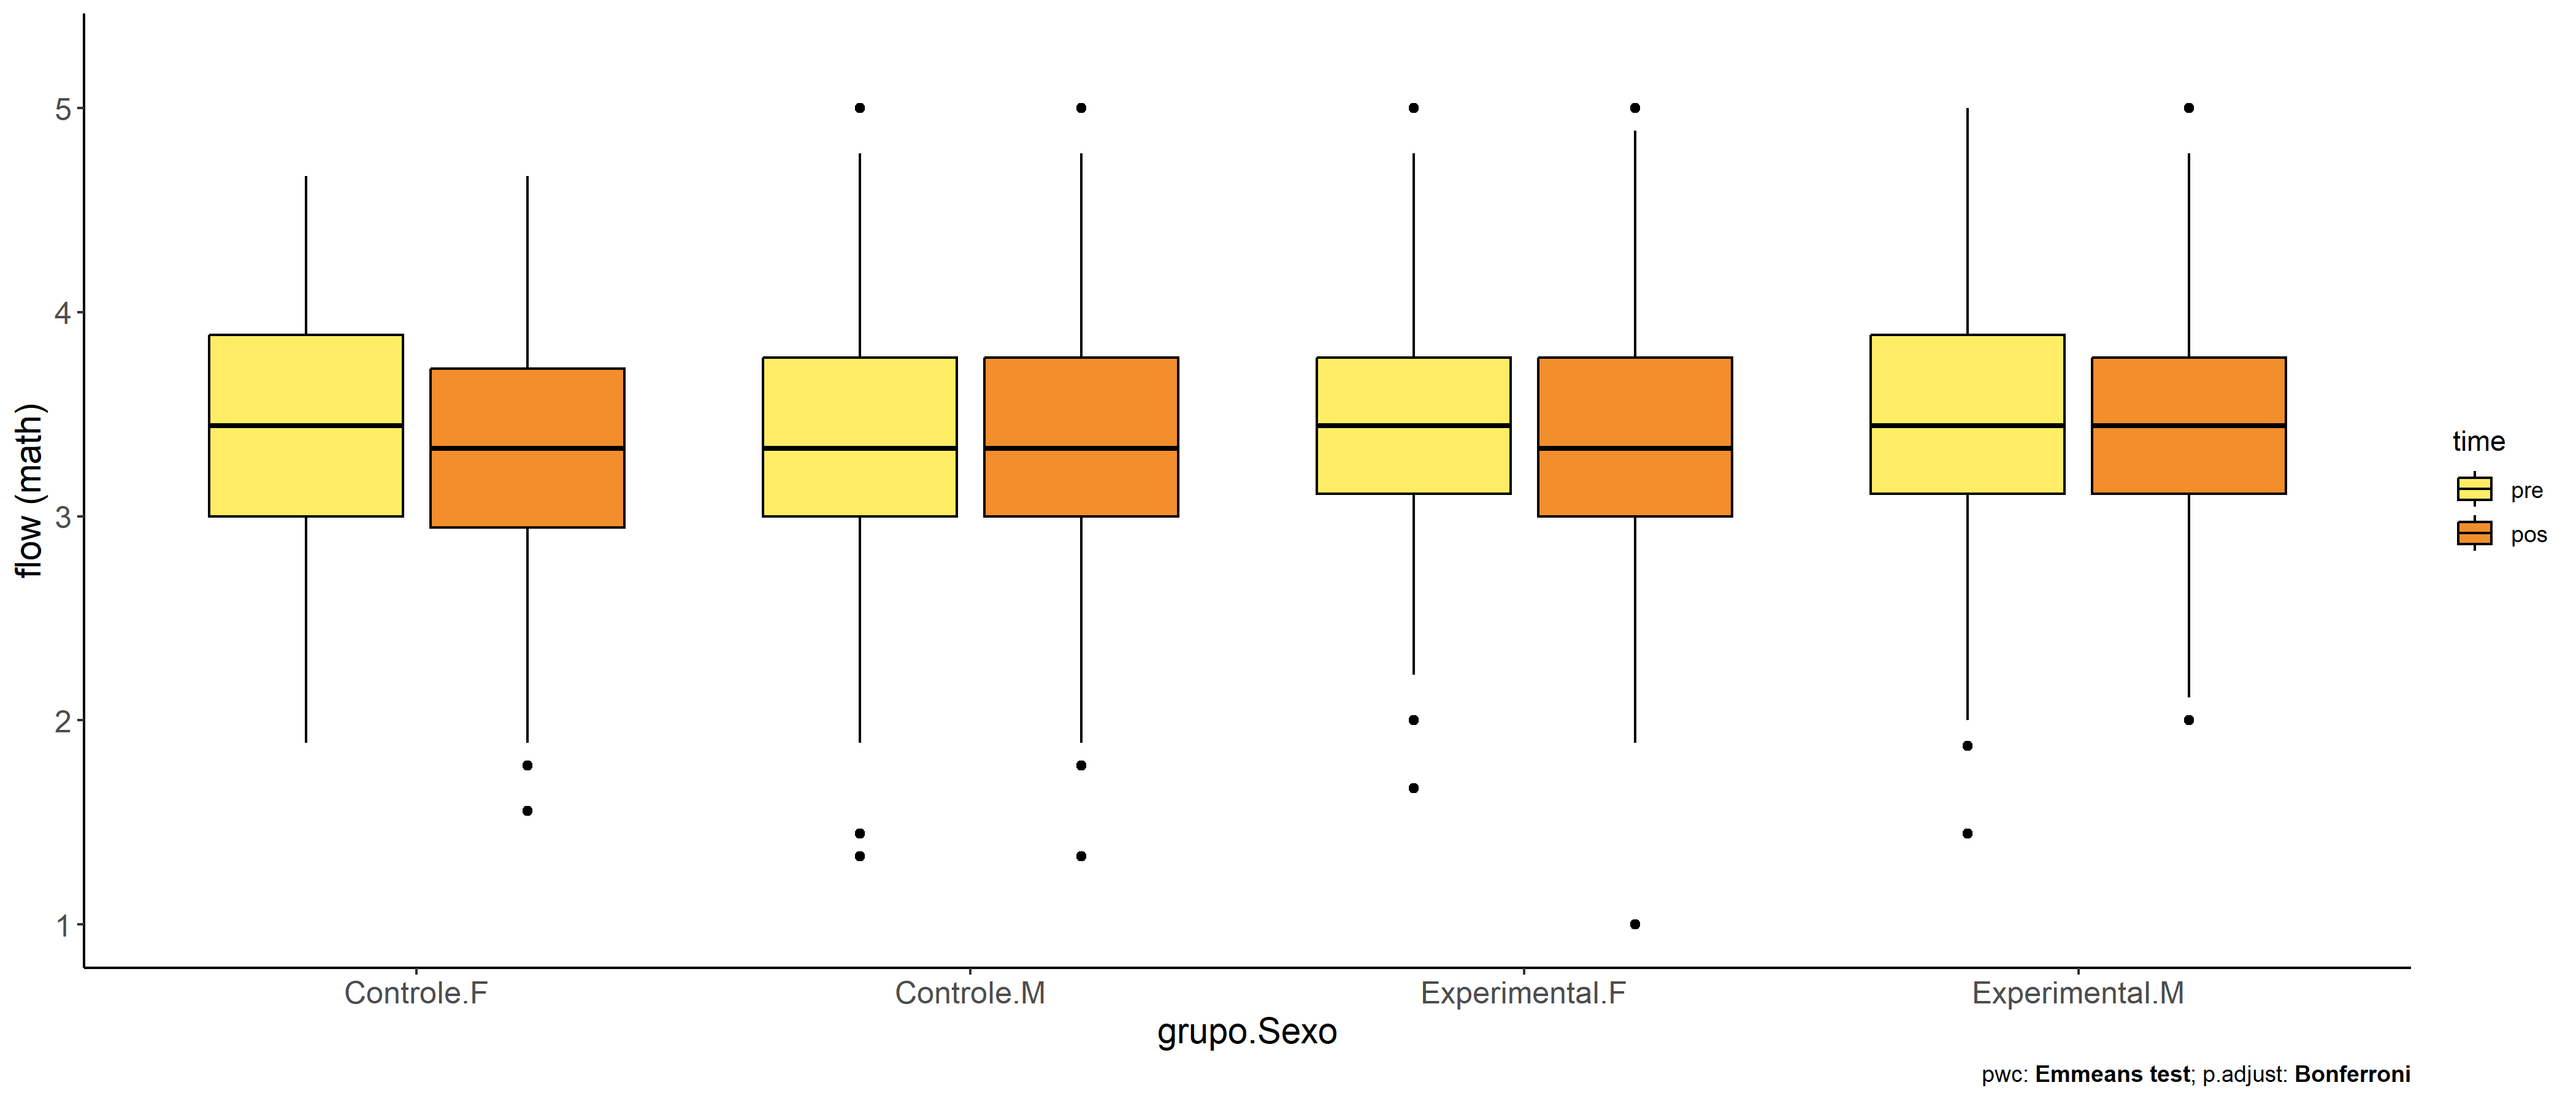 flow (math)
5
4
3
2
1
Controle.F
Controle.M
Experimental.F
Experimental.M
grupo.Sexo
time
pre
pos
pwc: Emmeans test; p.adjust: Bonferroni